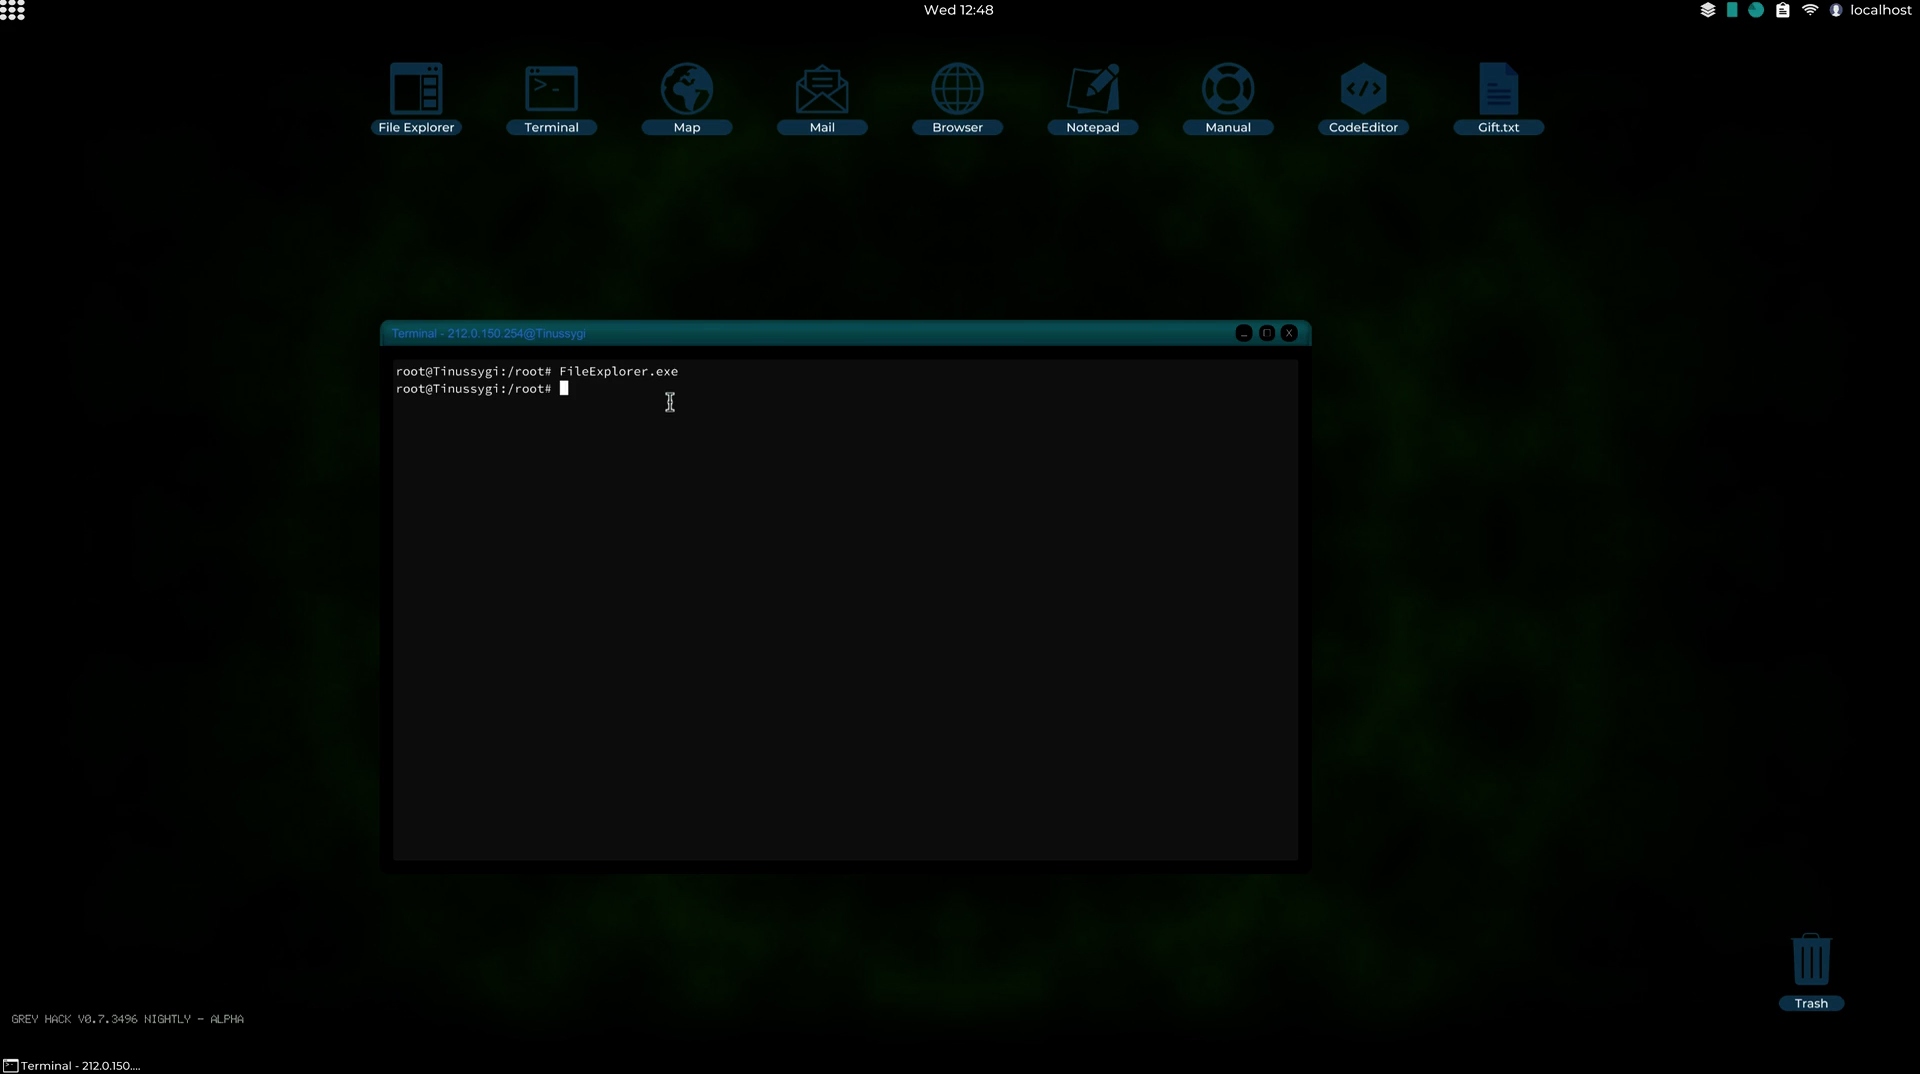 Wed 12:48
localhost
File Explorer
Terminal
Map
Mail
Browser
Notepad
Manual
CodeEditor
Gift.txt
Terminal - 212.0.150.254@Tinussygi
root@Tinussygi:/root# FileExplorer.exe
root@Tinussygi:/root#
Trash
GREY HACK V0.7.3496 NIGHTLY - ALPHA
Terminal - 212.0.150....